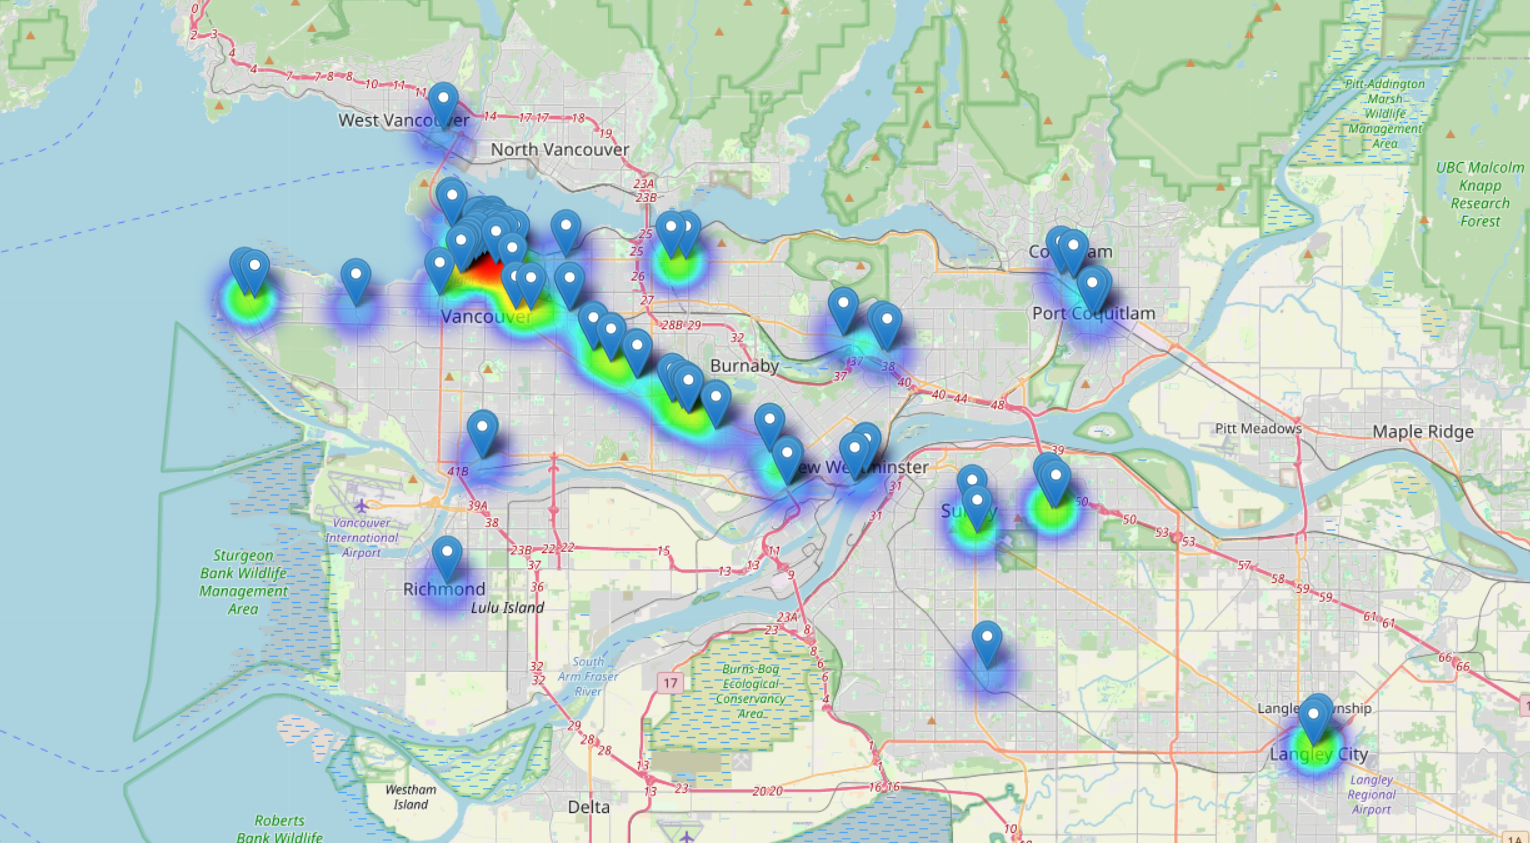 0
2
3
4
4
7
7
8
8
10
11
11
14
17
17
18
19
West Vancouver
North Vancouver
23A
23B
25
25
26
27
28B
29
32
37
37
38
40
40
44
48
Pitt-Addington
Marsh
Wildlife
Management
Area
UBC Malcolm
Knapp
Research
Forest
Port Coquitlam
Vancouver
Burnaby
Pitt Meadows
Maple Ridge
41B
39A
38
39
31
31
50
50
53
53
57
58
59
59
61
61
66
66
Vancouver
International
Airport
Sturgeon
Bank Wildlife
Management
Area
23B
22
22
22
15
13
13
11
9
37
36
Richmond
Lulu Island
23A
23
8
8
6
6
4
32
32
South
Arm Fraser
River
17
Burns Bog
Ecological
Conservancy
Area
29
28
28
13
13
23
20
20
1
1
16
16
10
Westham
Island
Delta
Roberts
Bank Wildlife
Langley City
Langley
Regional
Airport
1A